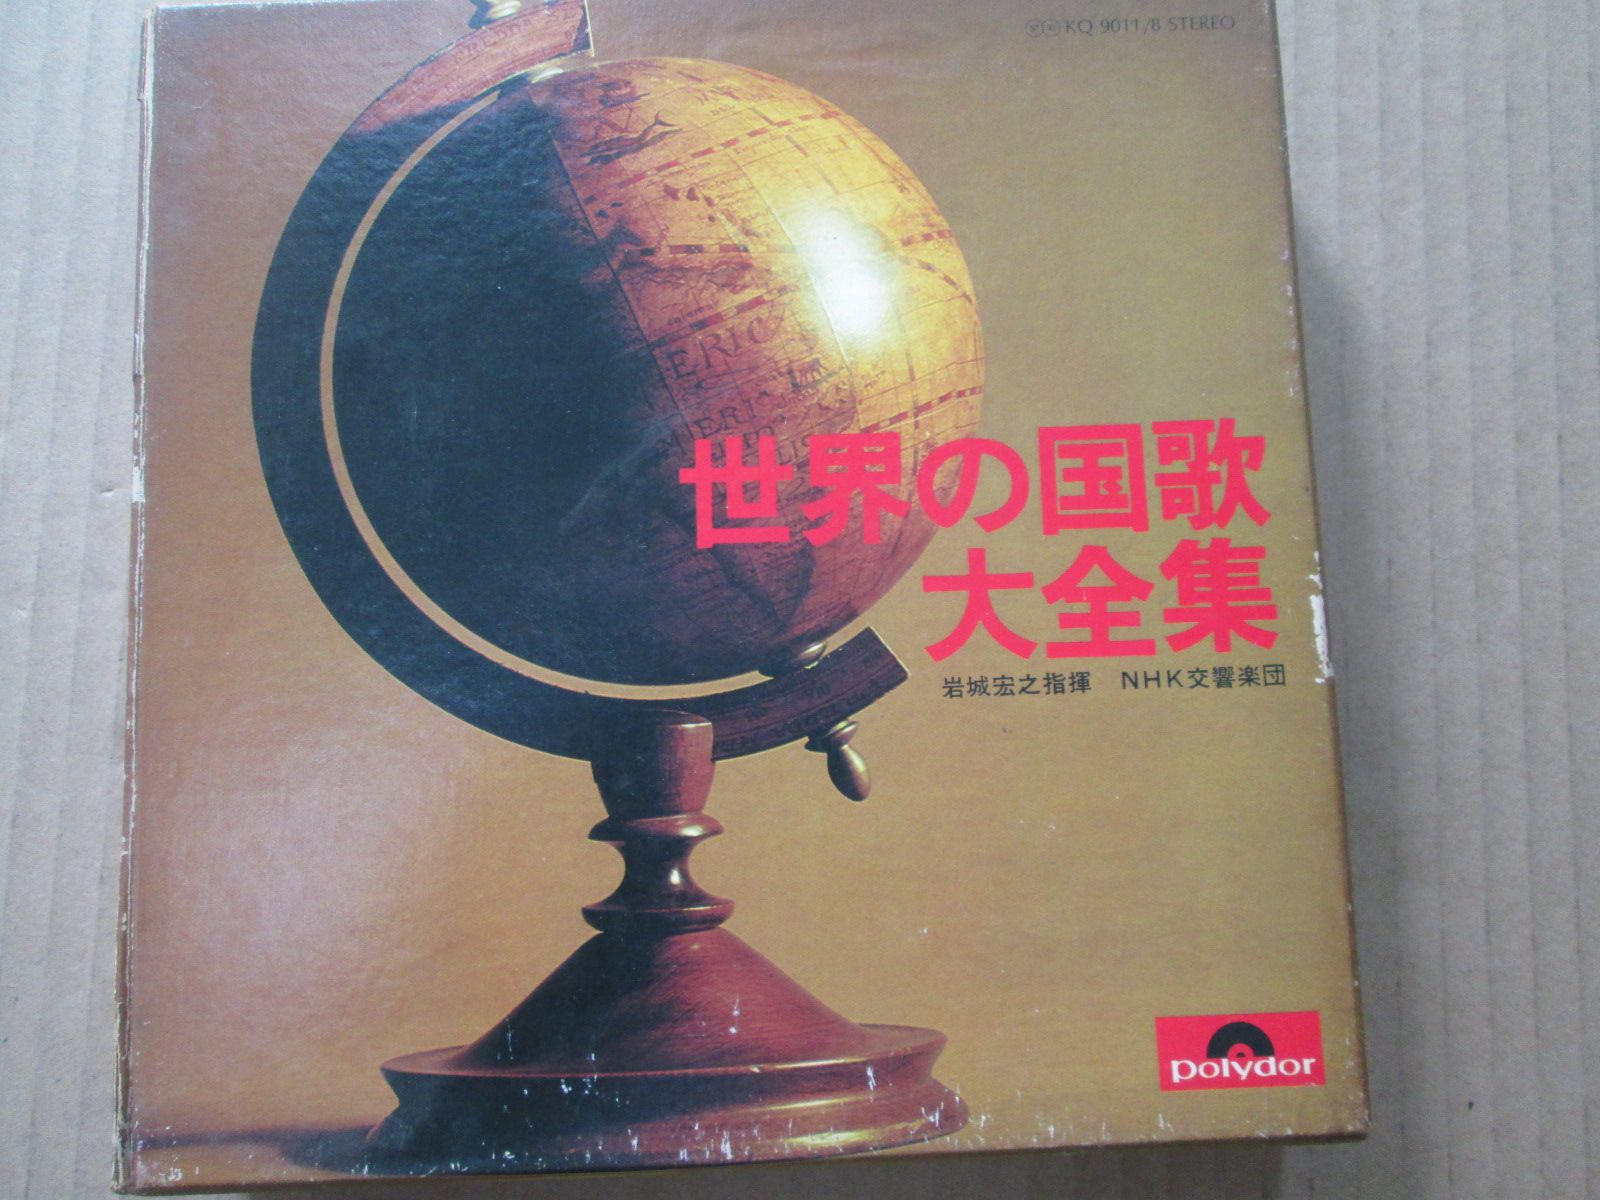 KQ 9011/8 STEREO
世界の国歌
大全集
岩城宏之指揮 NHK交響楽団
polydor